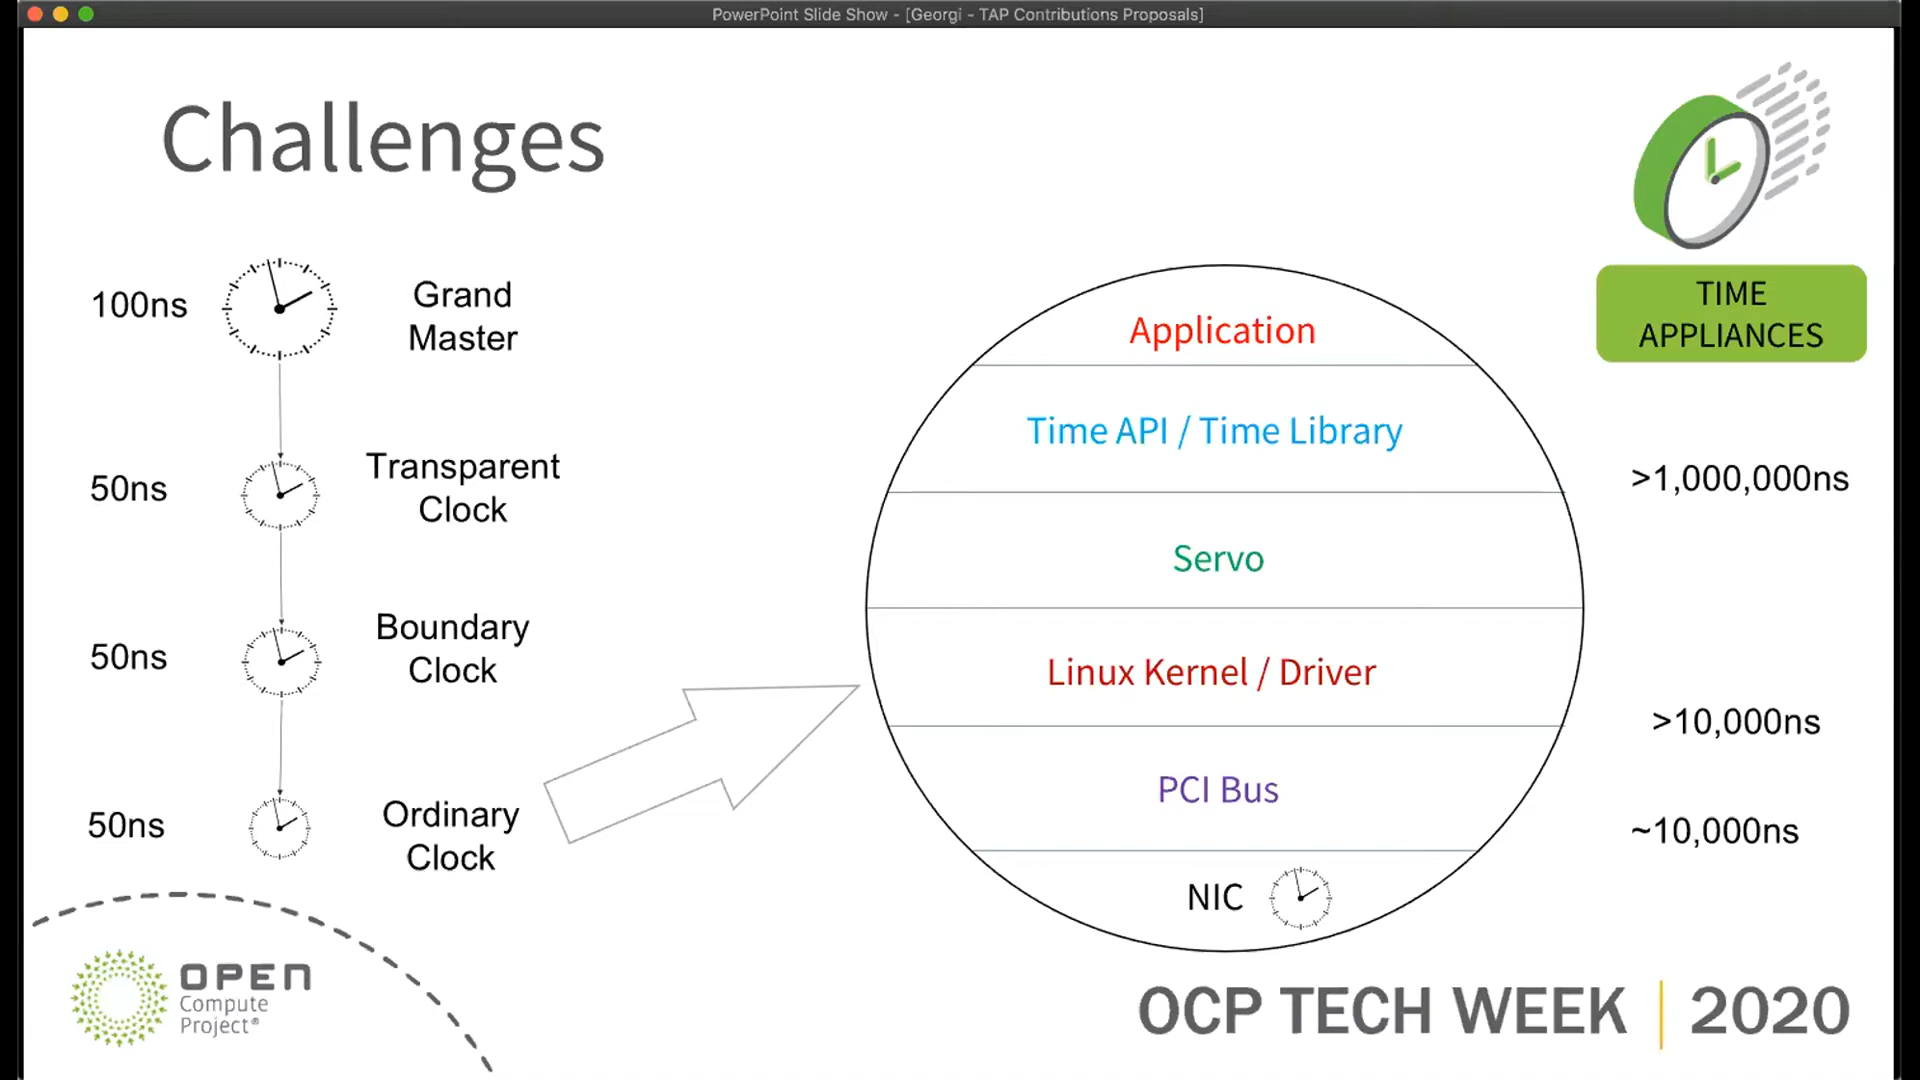 PowerPoint Slide Show - [Georgi - TAP Contributions Proposals]
Challenges
100ns
Grand
Master
50ns
Transparent
Clock
50ns
Boundary
Clock
50ns
Ordinary
Clock
Application
Time API / Time Library
Servo
Linux Kernel / Driver
PCI Bus
NIC
TIME
APPLIANCES
>1,000,000ns
>10,000ns
~10,000ns
OPEN
Compute
Project®
OCP TECH WEEK | 2020